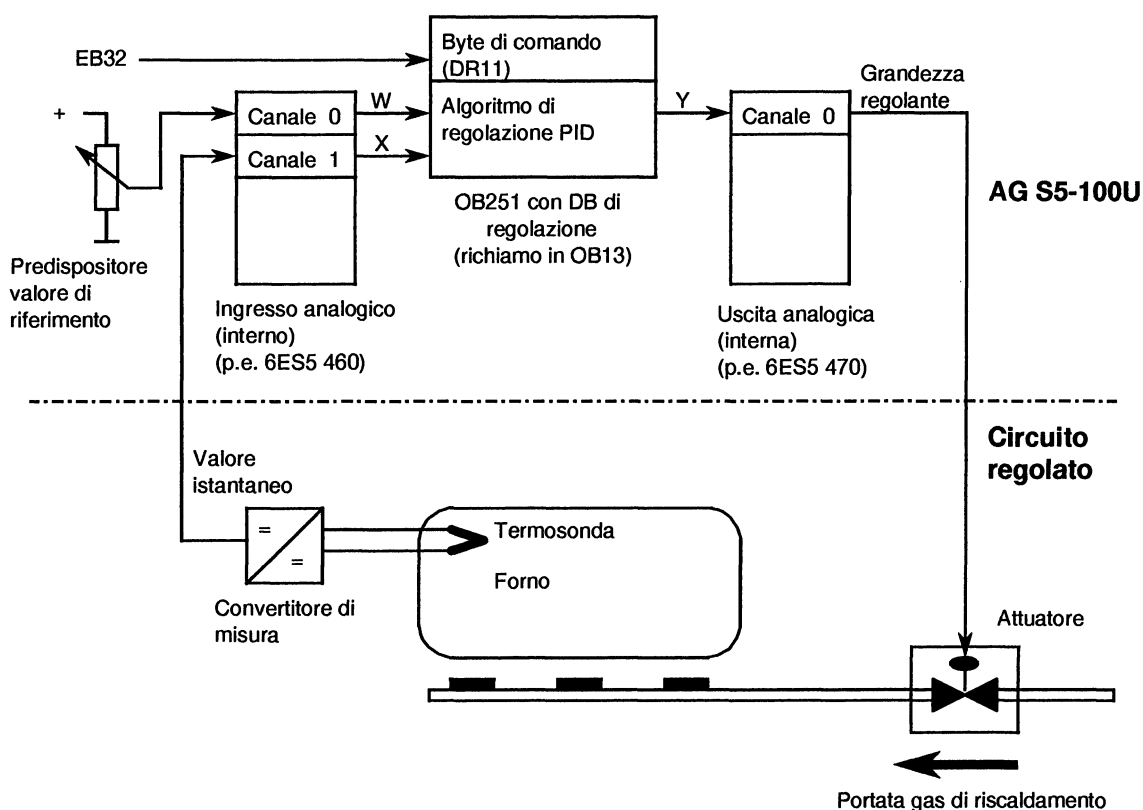 EB32
Byte di comando
(DR11)
Grandezza
regolante
+
Canale 0
W
Algoritmo di
regolazione PID
Y
Canale 0
Canale 1
X
AG S5-100U
OB251 con DB di
regolazione
(richiamo in OB13)
Predispositore
valore di
riferimento
Ingresso analogico
(interno)
(p.e. 6ES5 460)
Uscita analogica
(interna)
(p.e. 6ES5 470)
Circuito
regolato
Valore
istantaneo
=
=
Termosonda
Forno
Convertitore di
misura
Attuatore
Portata gas di riscaldamento